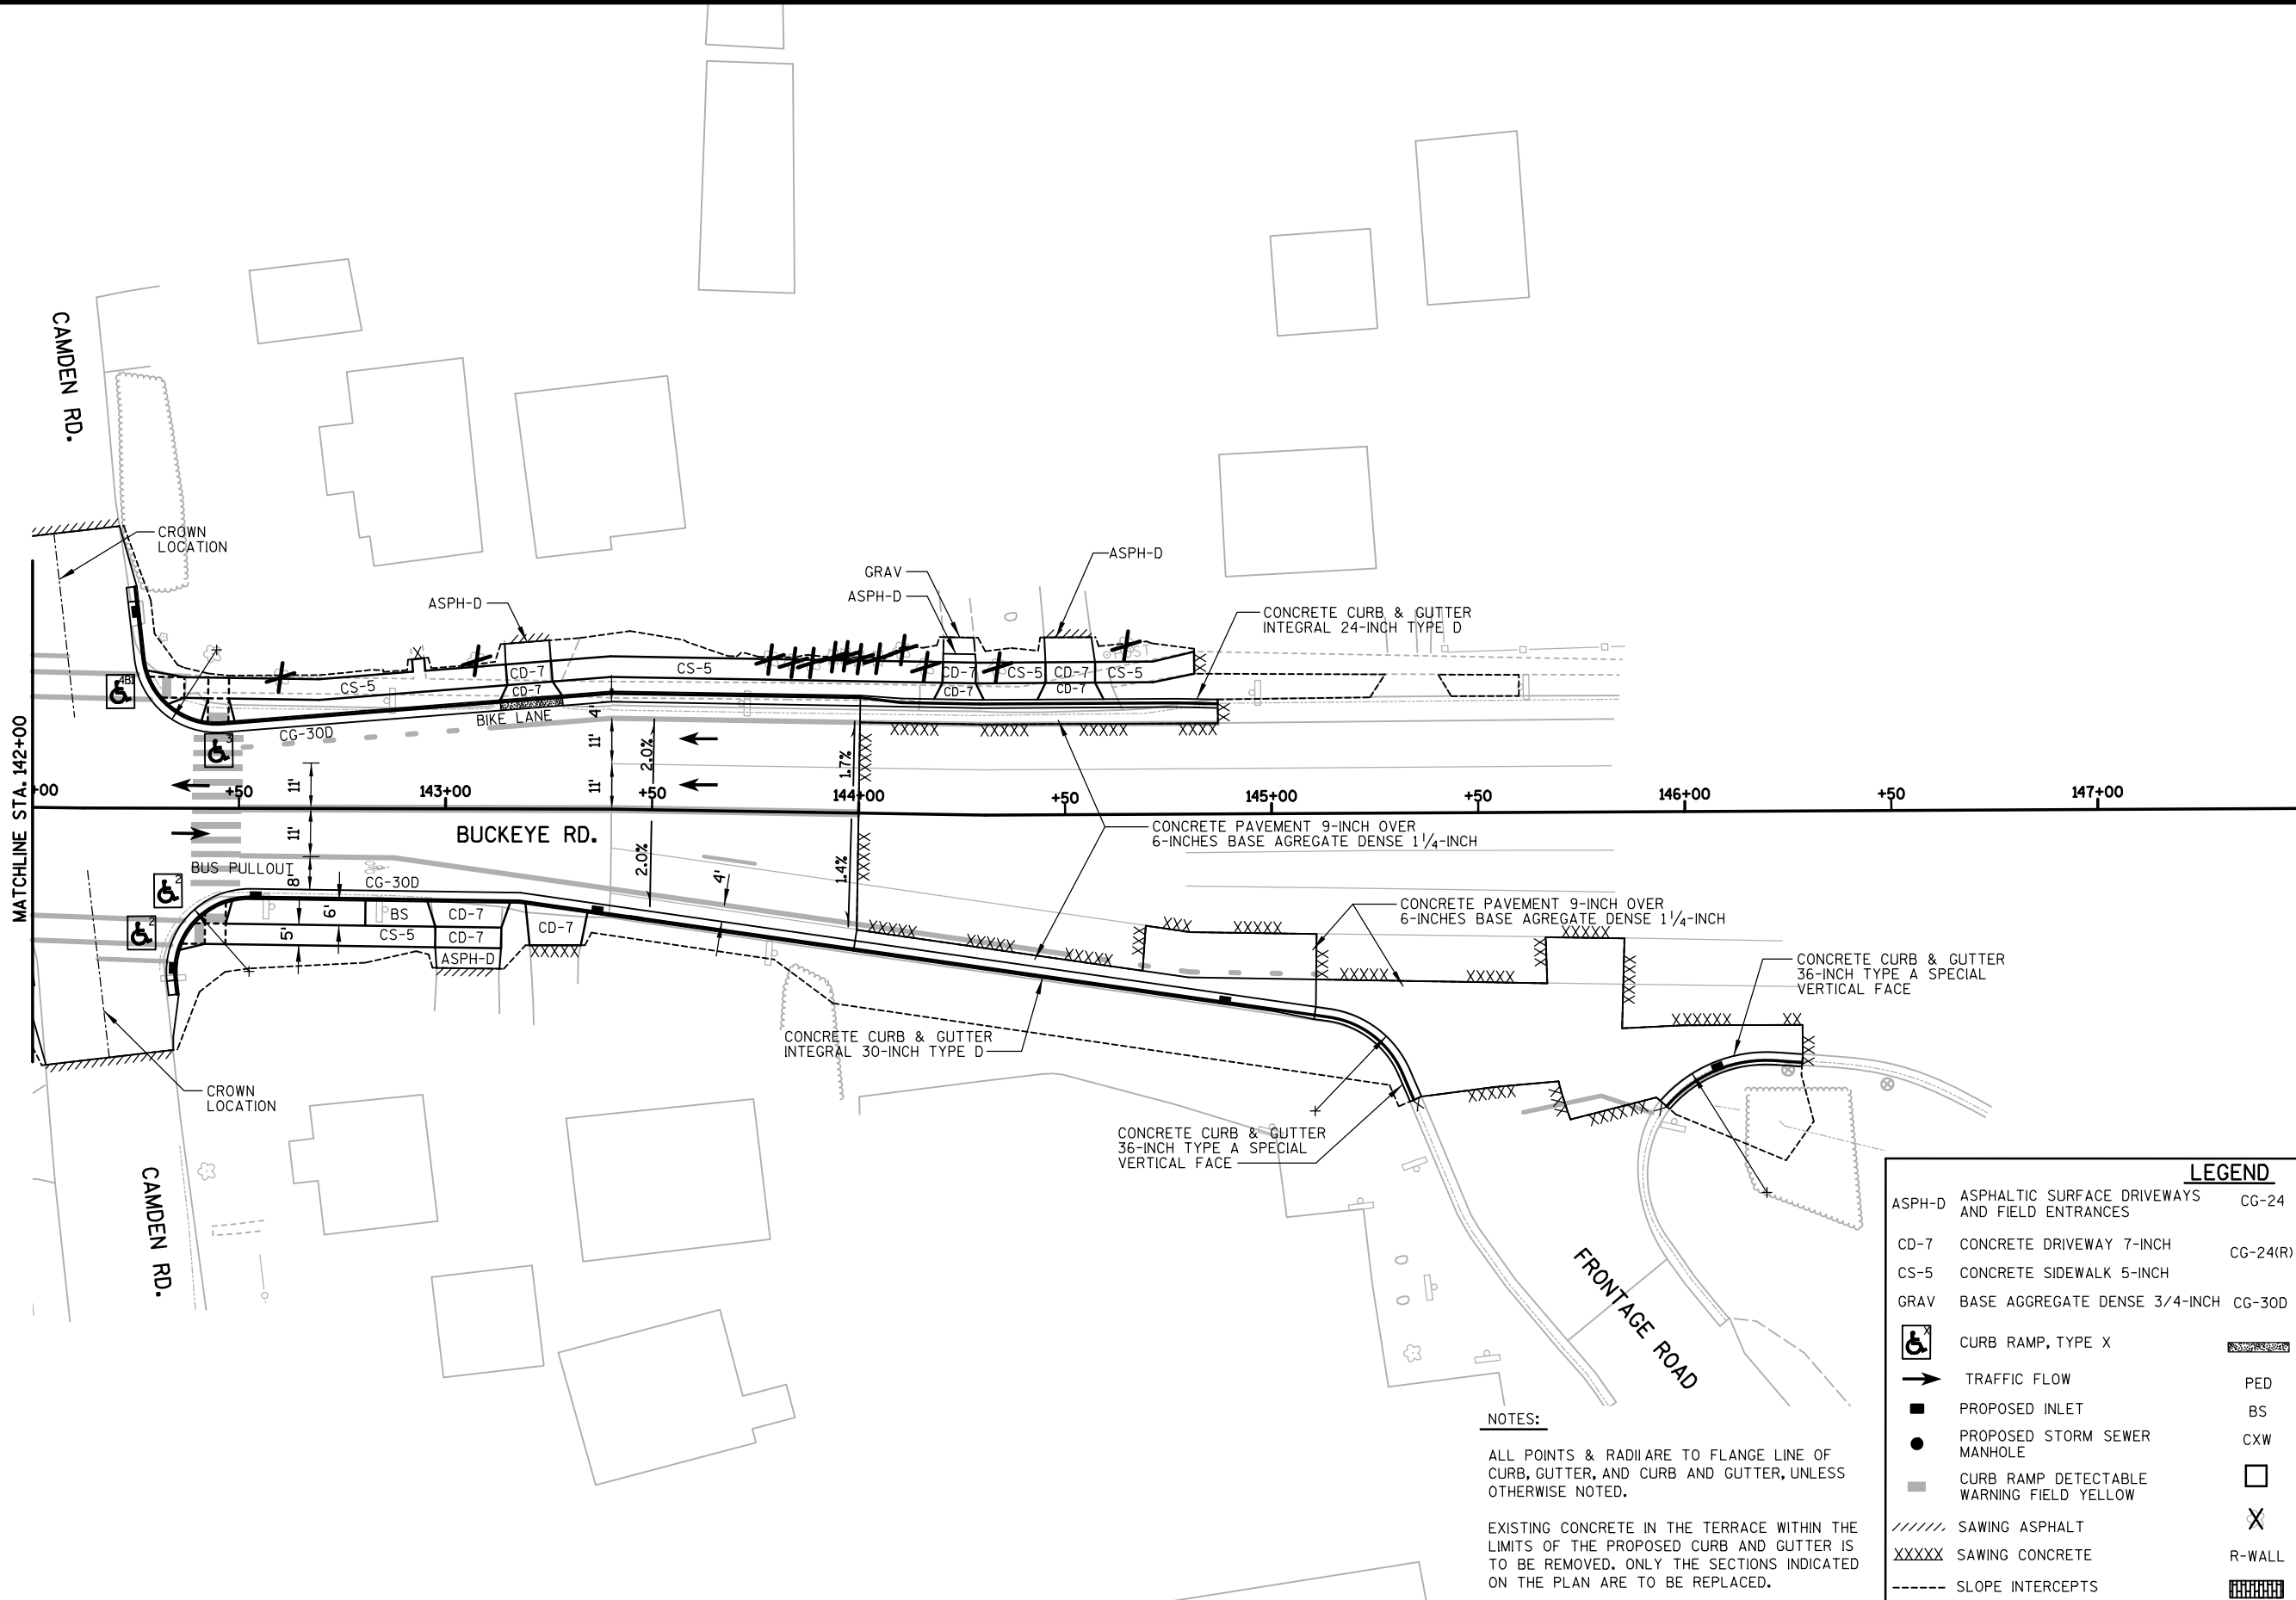 CAMDEN RD.
CROWN
LOCATION
ASPH-D
GRAV
ASPH-D
ASPH-D
CONCRETE CURB & GUTTER
INTEGRAL 24-INCH TYPE D
X
CD-7
CS-5
CD-7
CS-5
CD-7
CS-5
CD-7
CS-5
CD-7
CD-7
4B1
BIKE LANE
CG-30D
3
4'
11'
11'
2.0%
1.7%
MATCHLINE STA. 142+00
+00
+50
143+00
+50
144+00
+50
145+00
+50
146+00
+50
147+00
11'
11'
BUCKEYE RD.
2.0%
1.4%
4'
CONCRETE PAVEMENT 9-INCH OVER
6-INCHES BASE AGREGATE DENSE 1 1/4-INCH
BUS PULLOUT
8'
CG-30D
2
2
6'
5'
BS
CD-7
CS-5
CD-7
CD-7
ASPH-D
CONCRETE PAVEMENT 9-INCH OVER
6-INCHES BASE AGREGATE DENSE 1 1/4-INCH
CONCRETE CURB & GUTTER
36-INCH TYPE A SPECIAL
VERTICAL FACE
CONCRETE CURB & GUTTER
INTEGRAL 30-INCH TYPE D
CROWN
LOCATION
CONCRETE CURB & GUTTER
36-INCH TYPE A SPECIAL
VERTICAL FACE
CAMDEN RD.
FRONTAGE ROAD
NOTES:
ALL POINTS & RADII ARE TO FLANGE LINE OF
CURB, GUTTER, AND CURB AND GUTTER, UNLESS
OTHERWISE NOTED.
EXISTING CONCRETE IN THE TERRACE WITHIN THE
LIMITS OF THE PROPOSED CURB AND GUTTER IS
TO BE REMOVED. ONLY THE SECTIONS INDICATED
ON THE PLAN ARE TO BE REPLACED.
LEGEND
ASPH-D ASPHALTIC SURFACE DRIVEWAYS
AND FIELD ENTRANCES
CG-24
CD-7 CONCRETE DRIVEWAY 7-INCH
CG-24(R)
CS-5 CONCRETE SIDEWALK 5-INCH
GRAV BASE AGGREGATE DENSE 3/4-INCH
CG-30D
X CURB RAMP, TYPE X
TRAFFIC FLOW
PED
PROPOSED INLET
BS
PROPOSED STORM SEWER
MANHOLE
CXW
CURB RAMP DETECTABLE
WARNING FIELD YELLOW
X
SAWING ASPHALT
XXXXX SAWING CONCRETE
R-WALL
SLOPE INTERCEPTS